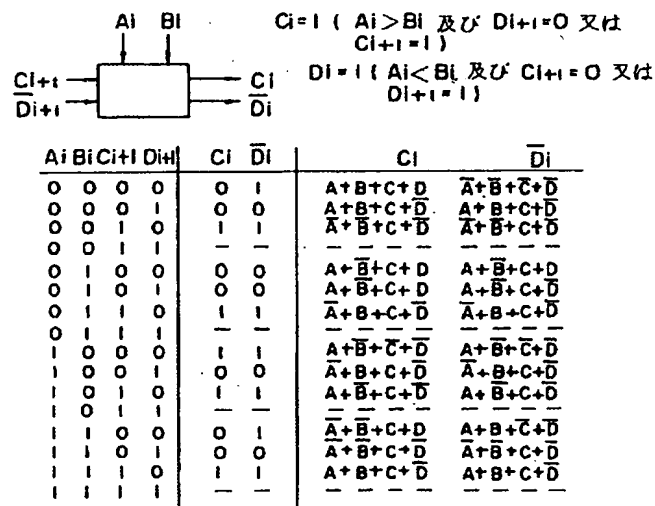 Ai Bi
Ci=1 ( Ai>Bi 及び Di+1=0 又は
Ci+1=1)
Di=1( Ai<Bi 及び Ci+1=0 又は
Di+1=1)
Ci+1 Ci
D̅i+1 D̅i
Ai Bi Ci+1 Di+1 Ci D̅i Ci D̅i
0 0 0 0 0 1 A+B+C+D A̅+B̅+C̅+D̅
0 0 0 1 0 0 A+B+C+D̅ A+B+C+D̅
0 0 1 0 1 1 A̅+B̅+C+D̅ A̅+B̅+C+D̅
0 0 1 1 — — — — — — — — — —
0 1 0 0 0 0 A+B̅+C+D A+B̅+C+D
0 1 0 1 0 0 A+B̅+C+D̅ A+B̅+C+D̅
0 1 1 0 1 1 A̅+B+C+D̅ A̅+B+C+D̅
0 1 1 1 — — — — — — — — — —
1 0 0 0 1 1 A+B̅+C̅+D̅ A+B̅+C̅+D̅
1 0 0 1 0 0 A̅+B+C+D̅ A̅+B+C+D̅
1 0 1 0 1 1 A+B̅+C+D̅ A+B̅+C+D̅
1 0 1 1 — — — — — — — — — —
1 1 0 0 0 1 A̅+B̅+C+D A+B+C̅+D̅
1 1 0 1 0 0 A̅+B̅+C+D̅ A̅+B̅+C+D̅
1 1 1 0 1 1 A+B+C+D̅ A+B+C+D̅
1 1 1 1 — — — — — — — — — —